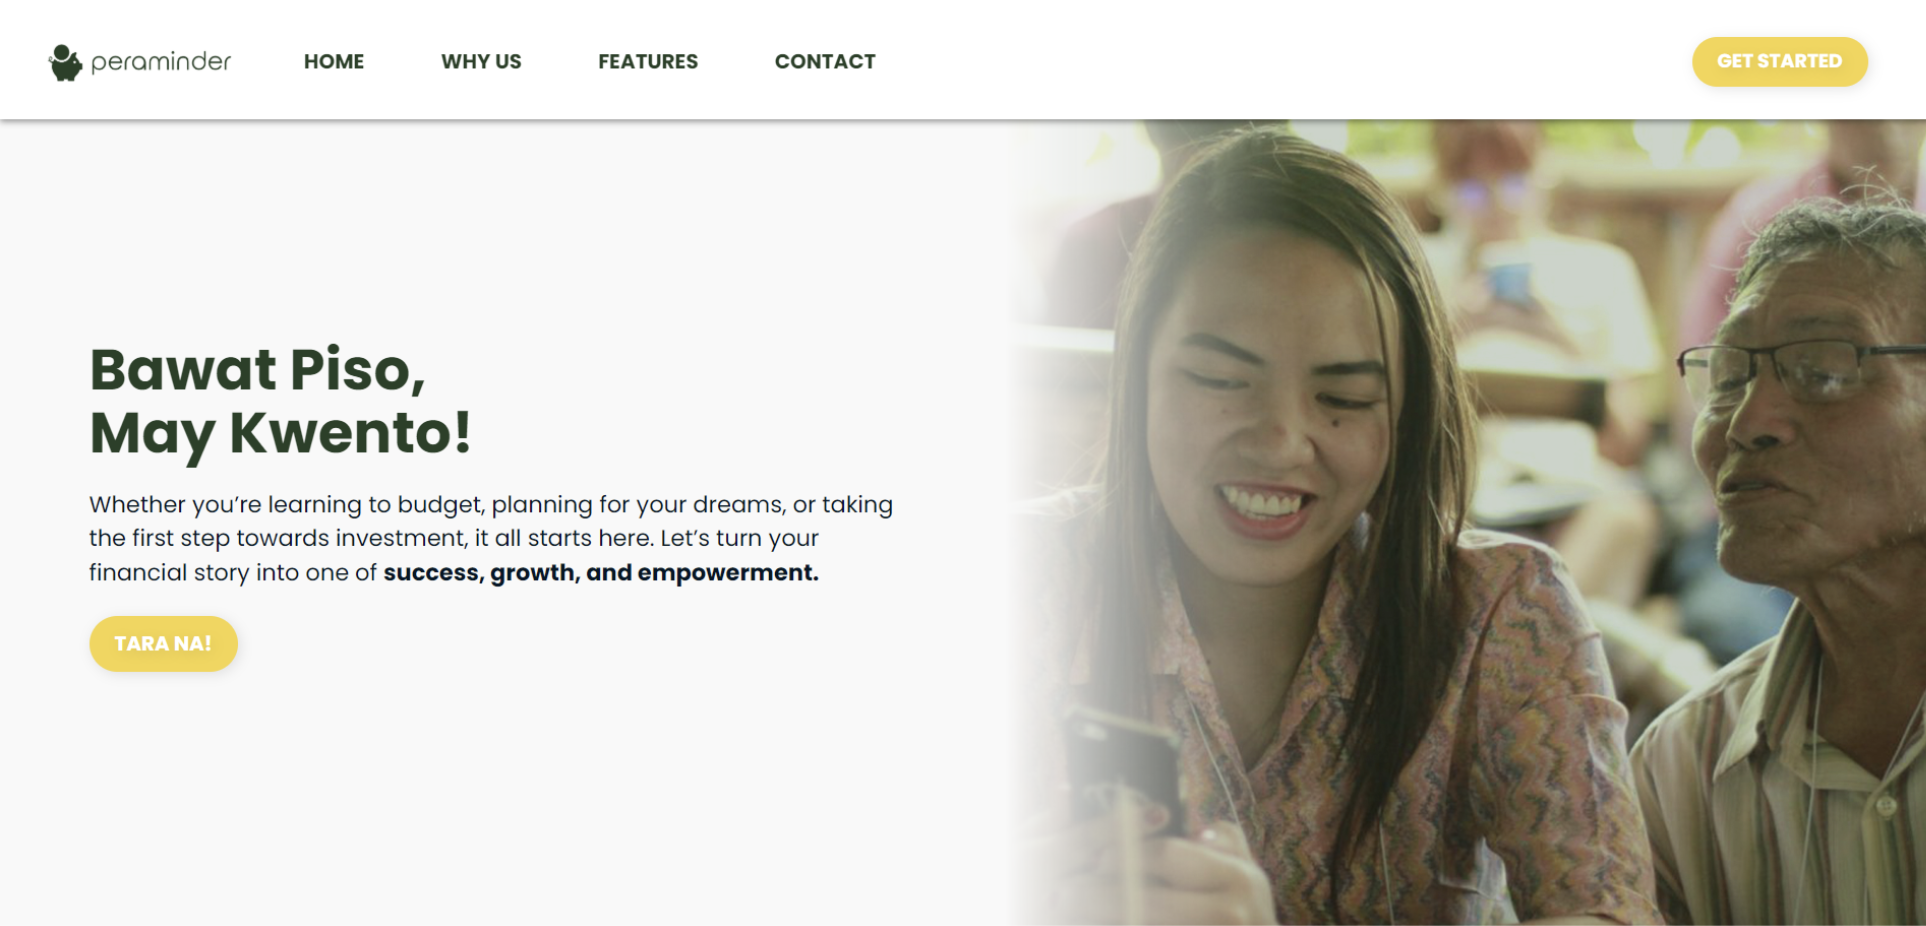 peraminder
HOME
WHY US
FEATURES
CONTACT
GET STARTED
Bawat Piso,
May Kwento!
Whether you’re learning to budget, planning for your dreams, or taking
the first step towards investment, it all starts here. Let’s turn your
financial story into one of success, growth, and empowerment.
TARA NA!